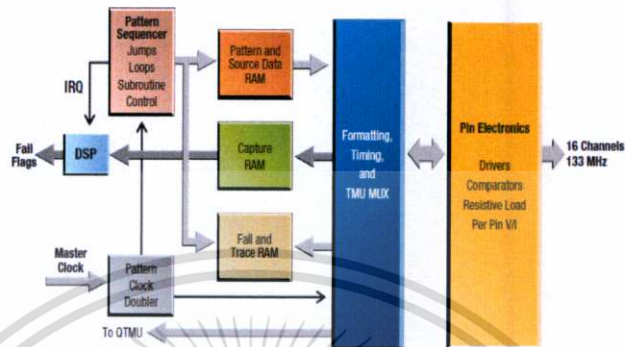 Pattern
Sequencer
Jumps
Loops
Subroutine
Control
IRQ
Pattern and
Source Data
RAM
Fail
Flags
DSP
Capture
RAM
Formatting,
Timing,
and
TMU MUX
Pin Electronics
Drivers
Comparators
Resistive Load
Per Pin V/I
16 Channels
133 MHz
Fail and
Trace RAM
Master
Clock
Pattern
Clock
Doubler
To QTMU